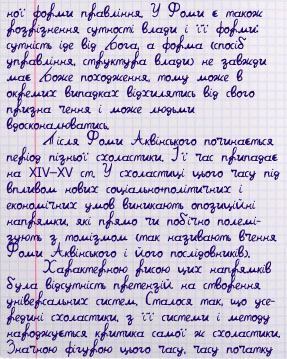 ної форми правління. У Фоми є також
розрізнення сутності влади і її форми:
сутність іде від Бога, а форма (спосіб
управління, структура влади) не завжди
має Боже походження, тому може в
окремих випадках відхилятись від свого
призна чення і може людьми
вдосконалюватись.
Після Фоми Аквінського починається
період пізньої схоластики. Її час припадає
на XIV–XV ст. У схоластиці цього часу під
впливом нових соціально-політичних і
економічних умов виникають опозиційні
напрямки, які прямо чи побічно полемі-
зують з томізмом (так називають вчення
Фоми Аквінського і його послідовників).
Характерною рисою цих напрямків
була відсутність претензій на створення
універсальних систем. Сталося так, що усе-
редині схоластики, з її системи і методу
народжується критика самої ж схоластики.
Значною фігурою цього часу, часу початку